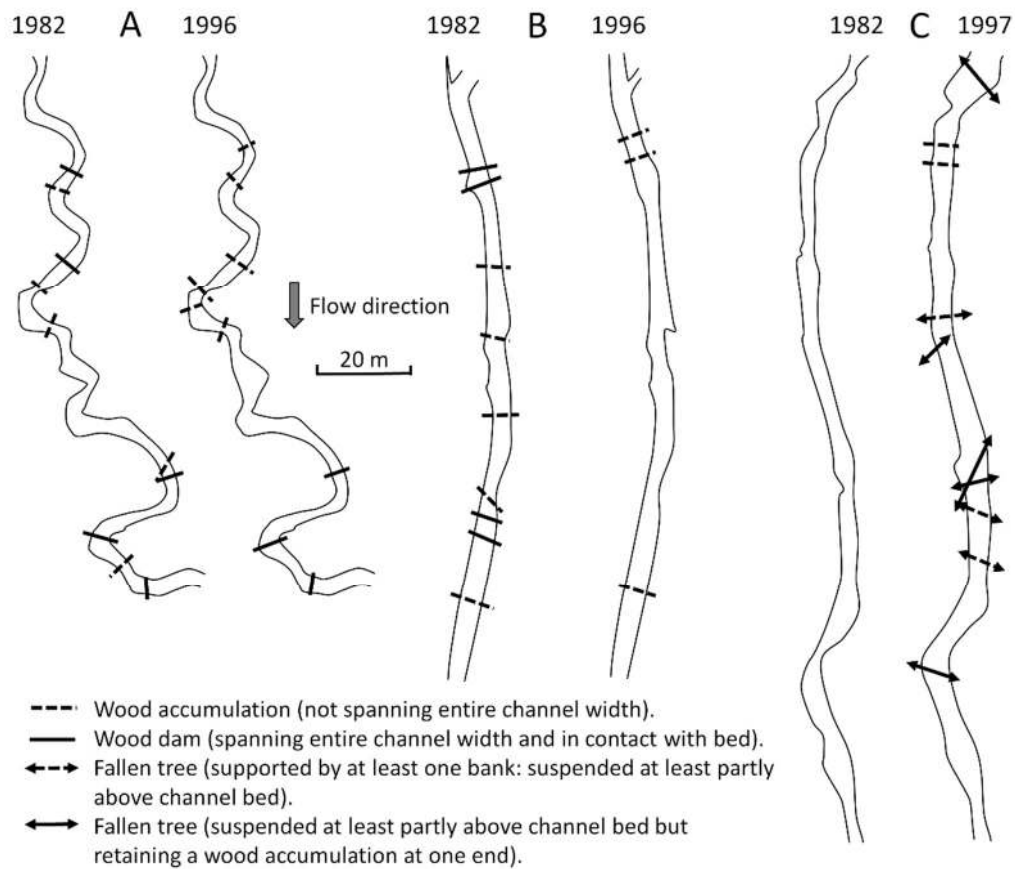 1982 A 1996 1982 B 1996 1982 C 1997
Flow direction
20 m
Wood accumulation (not spanning entire channel width).
Wood dam (spanning entire channel width and in contact with bed).
Fallen tree (supported by at least one bank: suspended at least partly
above channel bed).
Fallen tree (suspended at least partly above channel bed but
retaining a wood accumulation at one end).